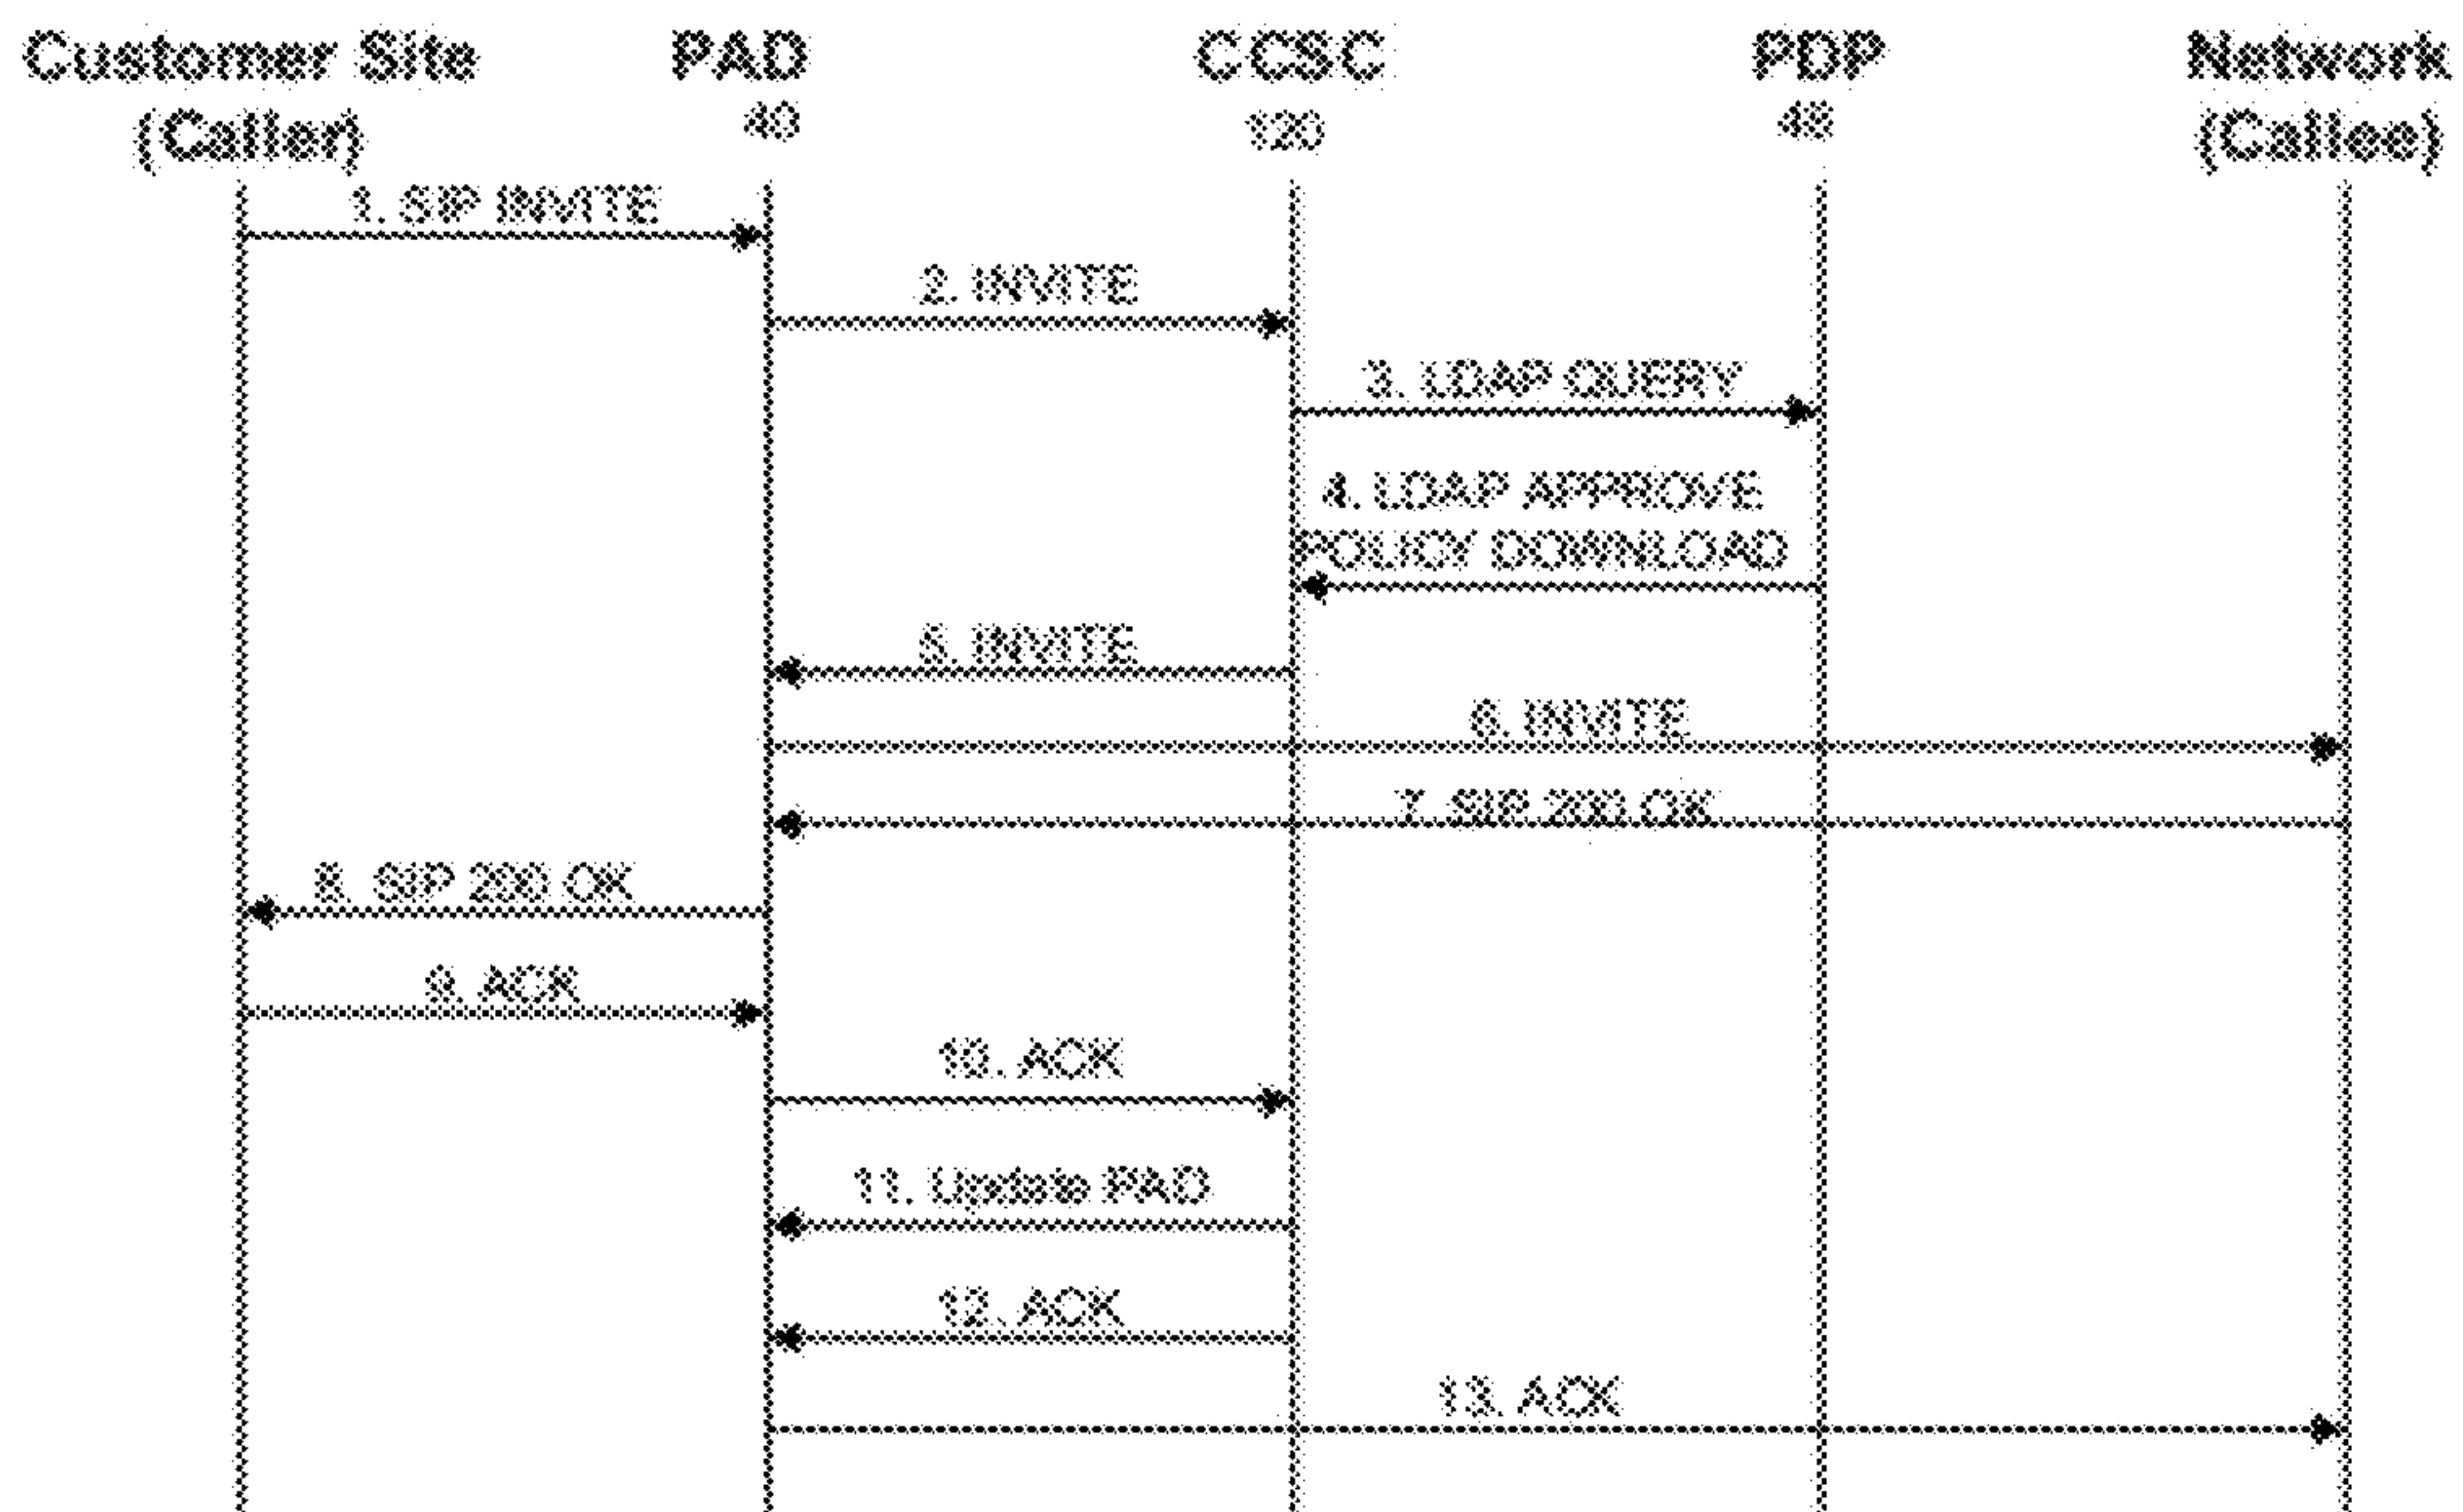 Customer Site PAD CCSC PDP Network
(Caller) 40 120 48 (Callee)
1. SIP INVITE
2. INVITE
3. LDAP QUERY
4. LDAP APPROVE
POLICY DOWNLOAD
5. INVITE
6. INVITE
7. SIP 200 OK
8. SIP 200 OK
9. ACK
10. ACK
11. Update PAD
12. ACK
13. ACK